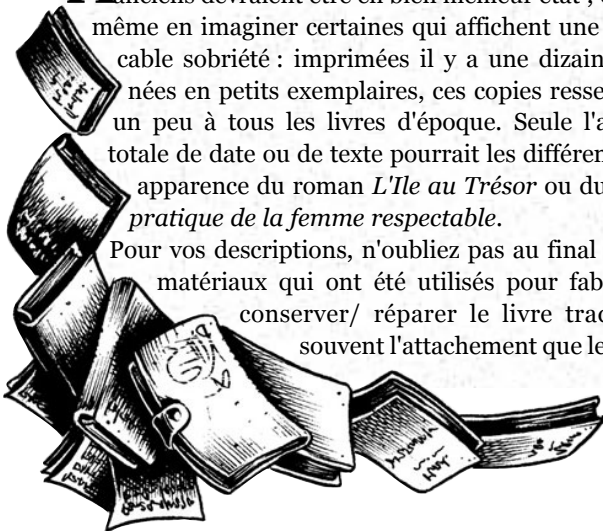 anciens devraient être en bien meilleur état ;
même en imaginer certaines qui affichent une
cable sobriété : imprimées il y a une dizain
nées en petits exemplaires, ces copies resse
un peu à tous les livres d'époque. Seule l'a
totale de date ou de texte pourrait les différen
apparence du roman L'Ile au Trésor ou du
pratique de la femme respectable.
Pour vos descriptions, n'oubliez pas au final
matériaux qui ont été utilisés pour fab
conserver/ réparer le livre trad
souvent l'attachement que le